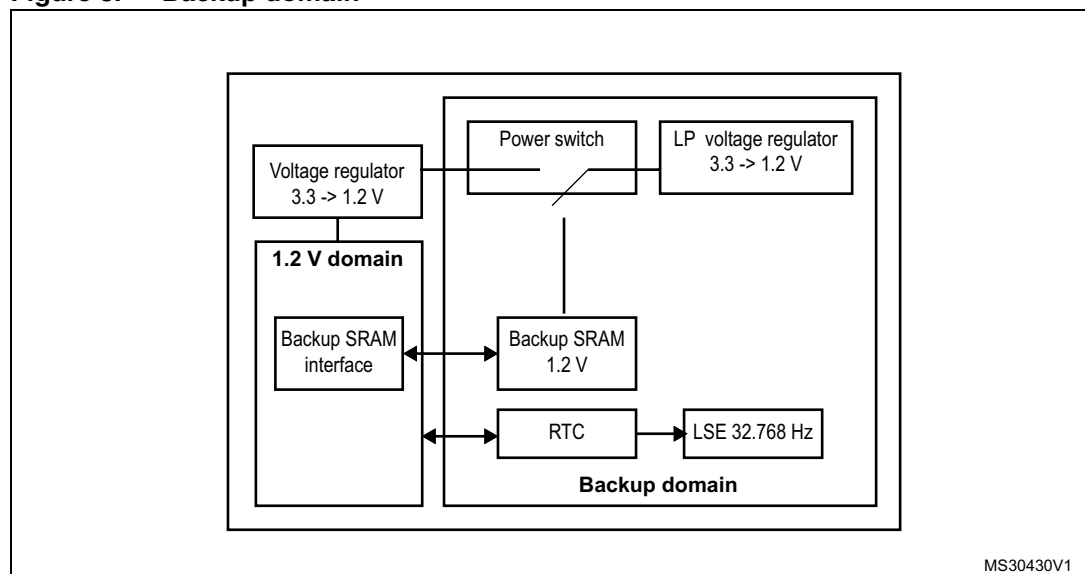 Figure Backup domain
Power switch
LP voltage regulator
3.3 -> 1.2 V
Voltage regulator
3.3 -> 1.2 V
1.2 V domain
Backup SRAM
interface
Backup SRAM
1.2 V
RTC
LSE 32.768 Hz
Backup domain
MS30430V1